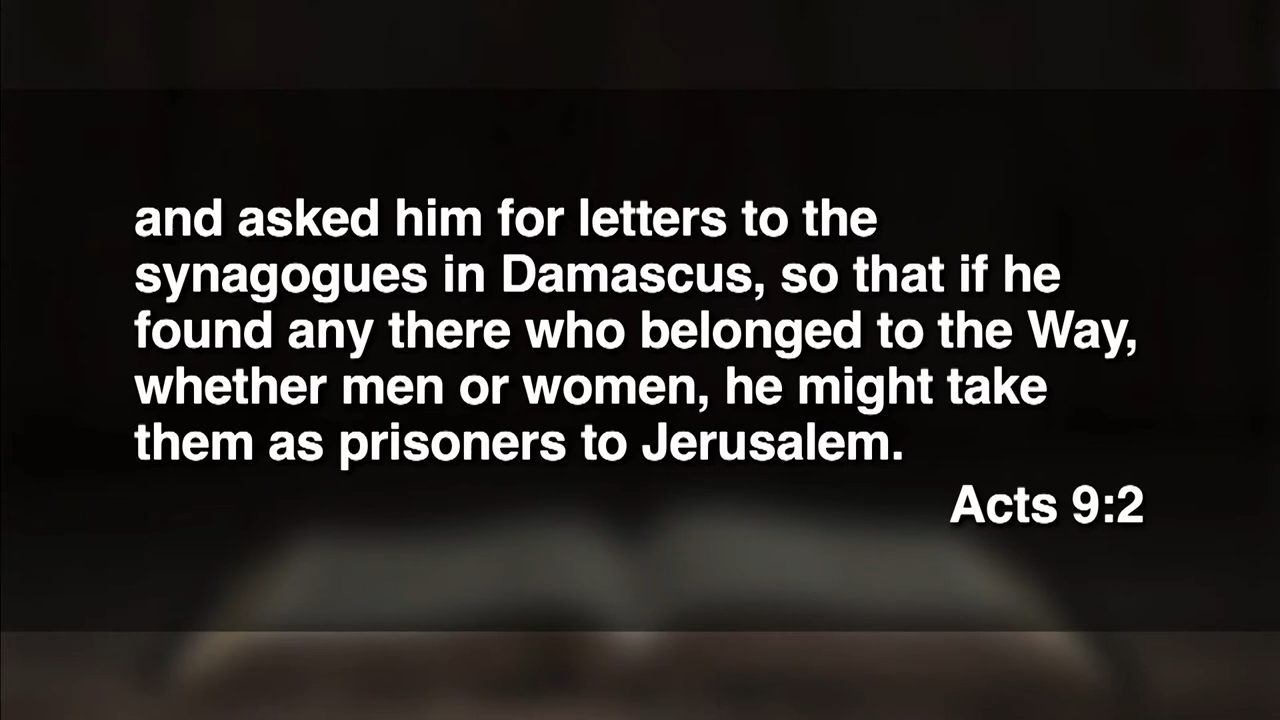 and asked him for letters to the
synagogues in Damascus, so that if he
found any there who belonged to the Way,
whether men or women, he might take
them as prisoners to Jerusalem.
Acts 9:2